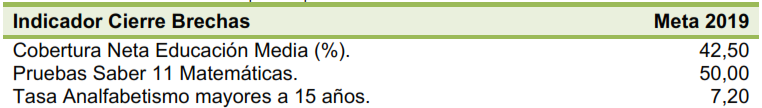 Indicador Cierre Brechas Meta 2019
Cobertura Neta Educación Media (%). 42,50
Pruebas Saber 11 Matemáticas. 50,00
Tasa Analfabetismo mayores a 15 años. 7,20